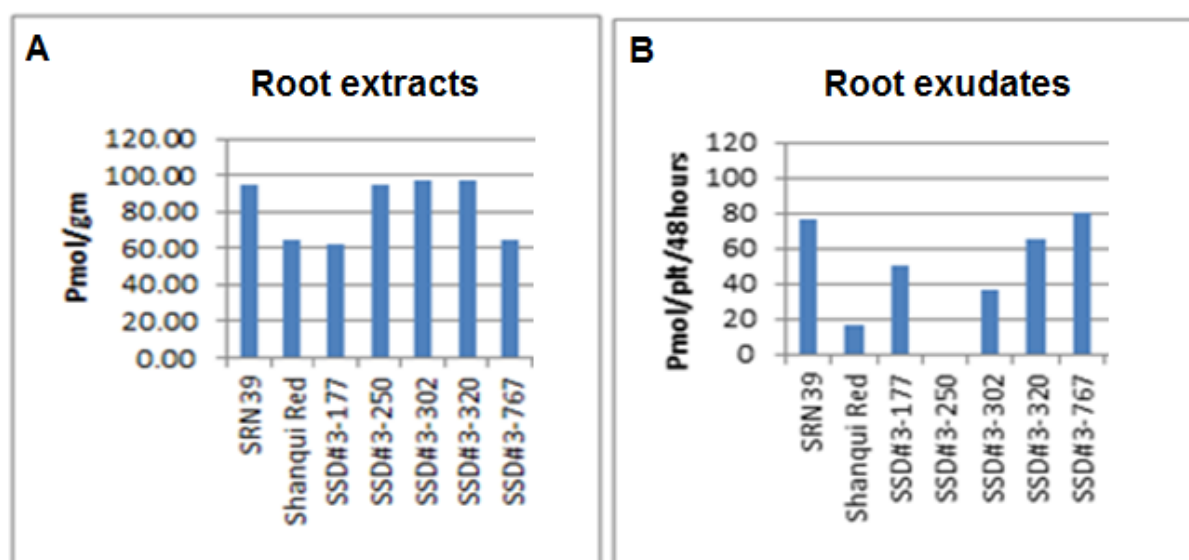 A
Root extracts
Pmol/gm
120.00
100.00
80.00
60.00
40.00
20.00
0.00
SRN39
Shanqui Red
SSD#3-177
SSD#3-250
SSD#3-302
SSD#3-320
SSD#3-767
B
Root exudates
Pmol/plt/48hours
120
100
80
60
40
20
0
SRN39
Shanqui Red
SSD#3-177
SSD#3-250
SSD#3-302
SSD#3-320
SSD#3-767